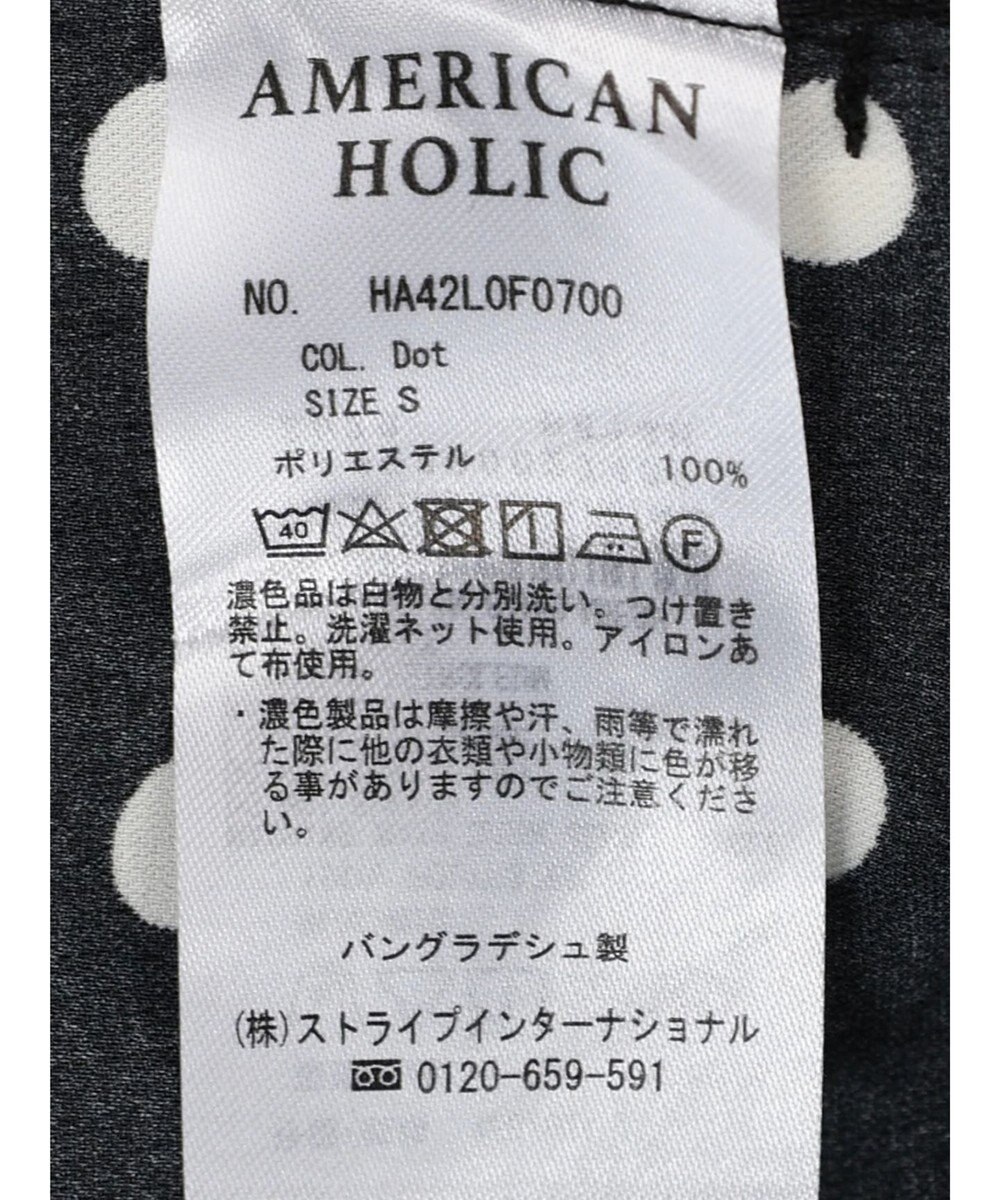 AMERICAN
HOLIC
NO. HA42L0F0700
COL. Dot
SIZE S
ポリエステル 100%
40 F
濃色品は白物と分別洗い。つけ置き
禁止。洗濯ネット使用。アイロンあ
て布使用。
・濃色製品は摩擦や汗、雨等で濡れ
た際に他の衣類や小物類に色が移
る事がありますのでご注意くださ
い。
バングラデシュ製
(株)ストライプインターナショナル
0120-659-591